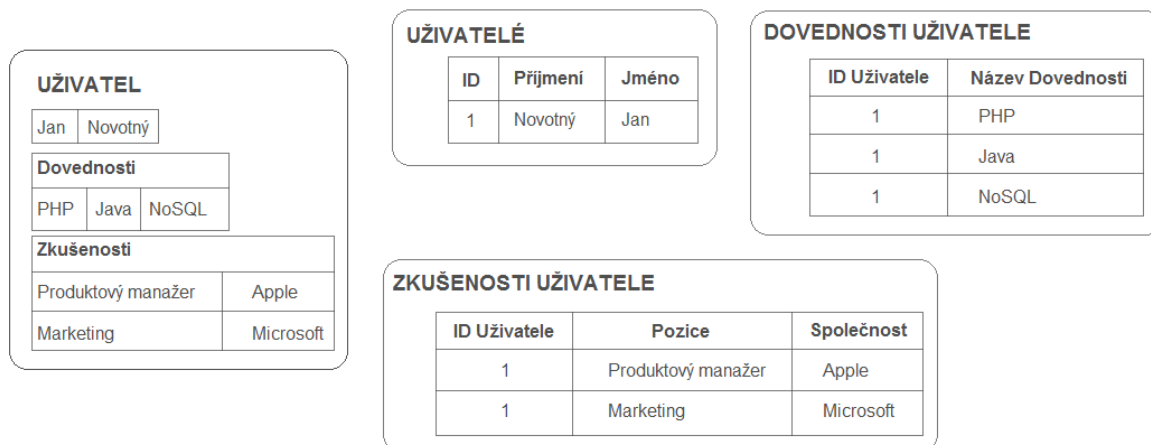 UŽIVATEL
Jan Novotný
Dovednosti
PHP Java NoSQL
Zkušenosti
Produktový manažer Apple
Marketing Microsoft
UŽIVATELÉ
ID Příjmení Jméno
1 Novotný Jan
DOVEDNOSTI UŽIVATELE
ID Uživatele Název Dovednosti
1 PHP
1 Java
1 NoSQL
ZKUŠENOSTI UŽIVATELE
ID Uživatele Pozice Společnost
1 Produktový manažer Apple
1 Marketing Microsoft